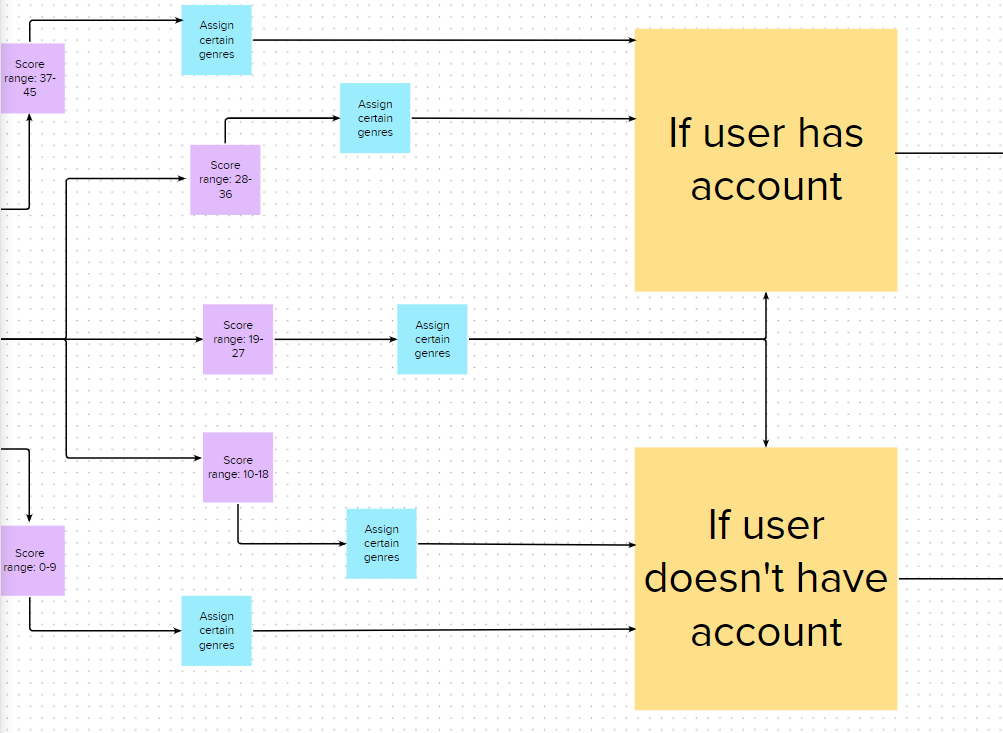 Assign
certain
genres
Score
range: 37-
45
Assign
certain
genres
If user has
account
Score
range: 28-
36
Score
range: 19-
27
Assign
certain
genres
Score
range: 10-18
Assign
certain
genres
If user
doesn't have
account
Score
range: 0-9
Assign
certain
genres